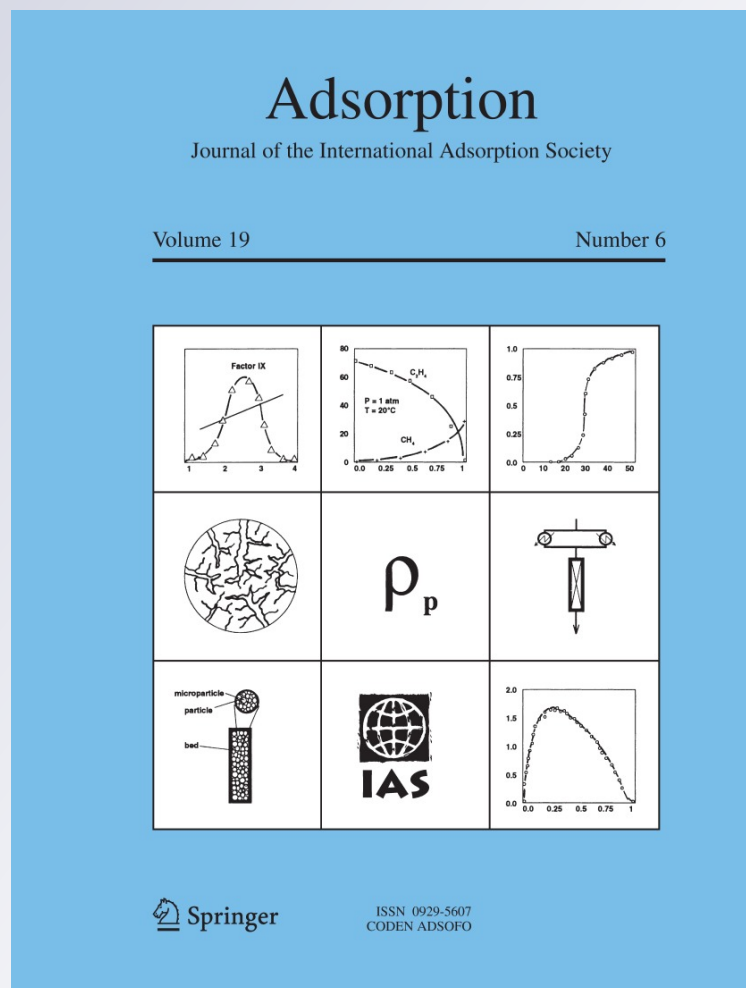 Adsorption
Journal of the International Adsorption Society
Volume 19
Number 6
Factor IX
1 2 3 4
80
60
40
20
0
C₂H₄
P = 1 atm
T = 20°C
CH₄
0.0 0.25 0.5 0.75 1
1.0
0.75
0.5
0.25
0.0
0 10 20 30 40 50
ρp
microparticle
particle
bed
IAS
2.0
1.5
1.0
0.5
0.0
0.0 0.25 0.5 0.75 1
Springer
ISSN 0929-5607
CODEN ADSOFO